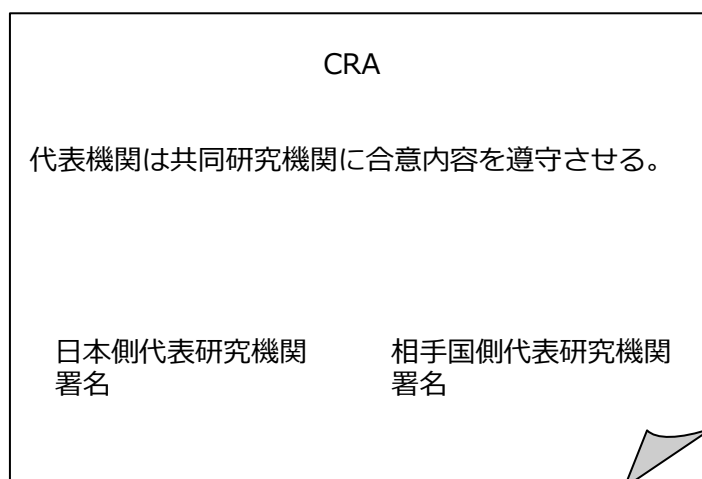 CRA
代表機関は共同研究機関に合意内容を遵守させる。
日本側代表研究機関
署名
相手国側代表研究機関
署名